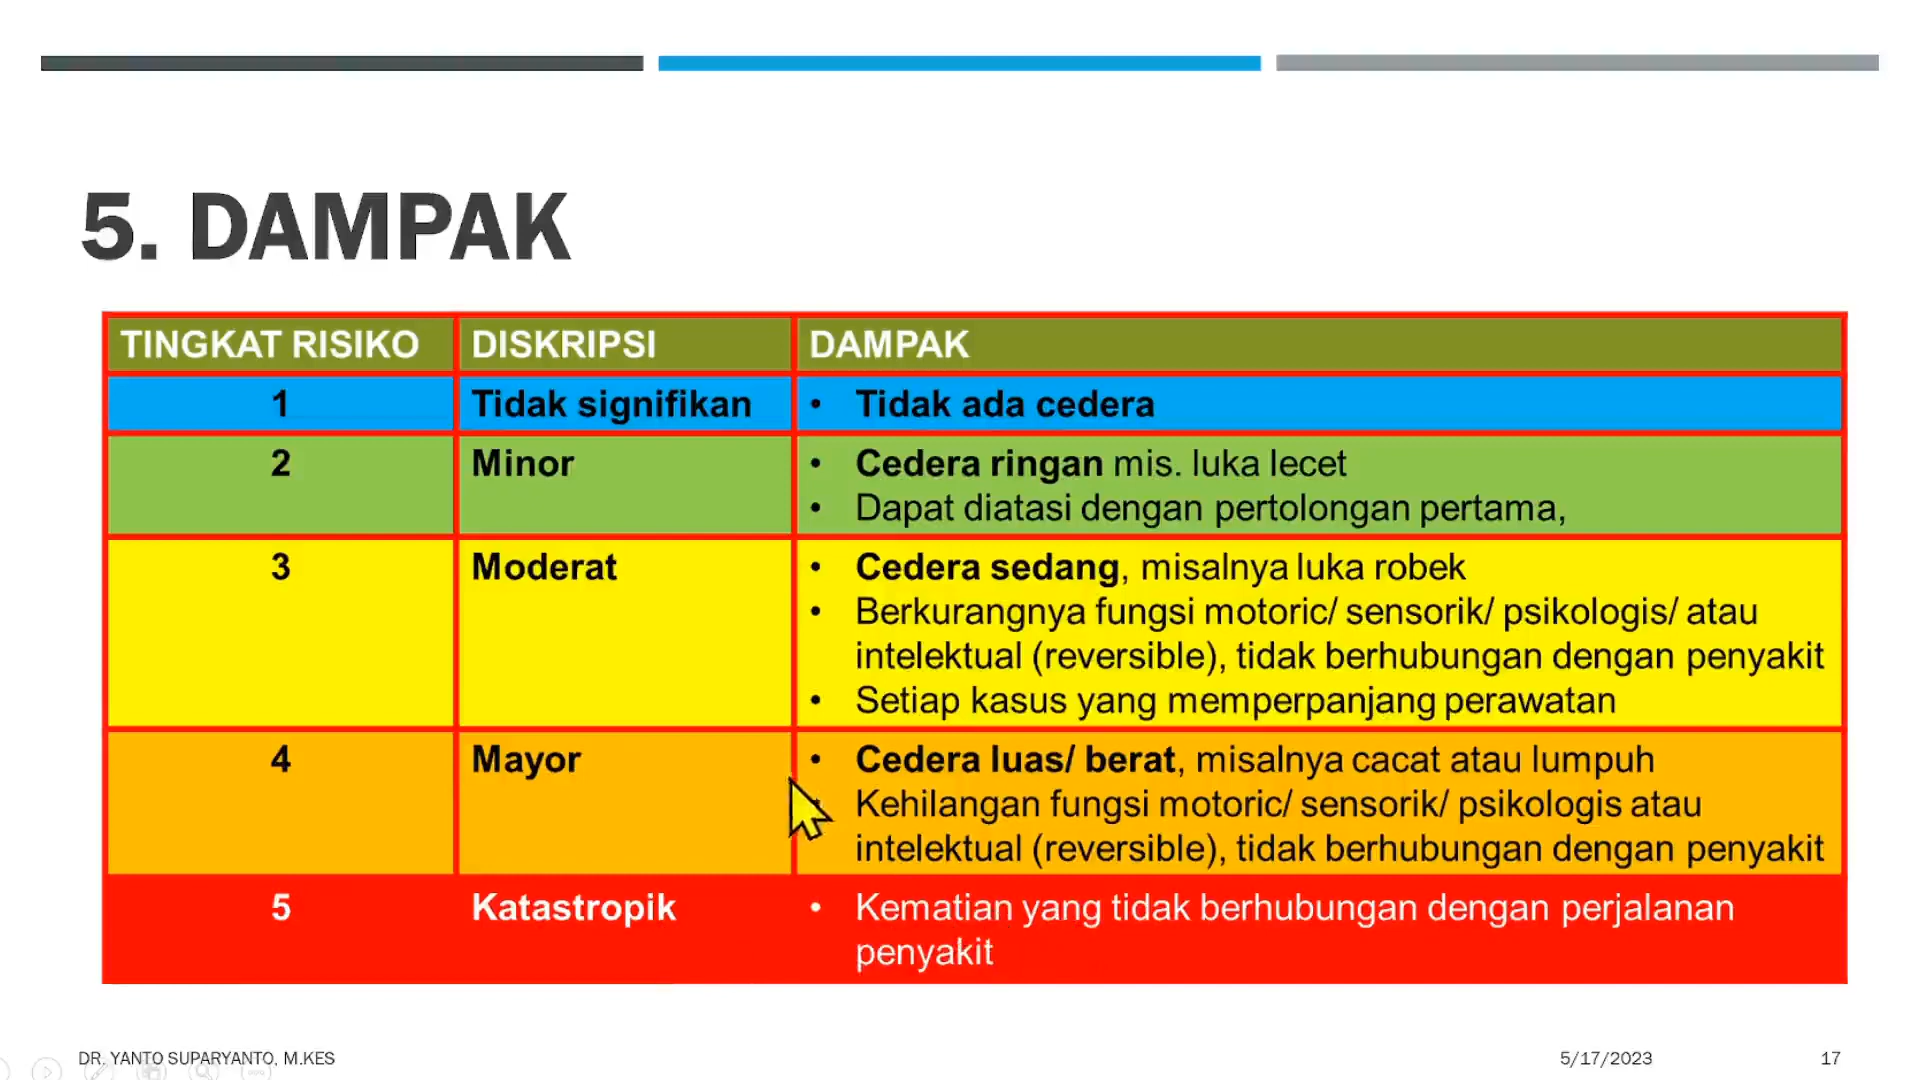 5. DAMPAK
TINGKAT RISIKO DISKRIPSI DAMPAK
1 Tidak signifikan • Tidak ada cedera
2 Minor • Cedera ringan mis. luka lecet
• Dapat diatasi dengan pertolongan pertama,
3 Moderat • Cedera sedang, misalnya luka robek
• Berkurangnya fungsi motoric/ sensorik/ psikologis/ atau
intelektual (reversible), tidak berhubungan dengan penyakit
• Setiap kasus yang memperpanjang perawatan
4 Mayor • Cedera luas/ berat, misalnya cacat atau lumpuh
Kehilangan fungsi motoric/ sensorik/ psikologis atau
intelektual (reversible), tidak berhubungan dengan penyakit
5 Katastropik • Kematian yang tidak berhubungan dengan perjalanan
penyakit
DR. YANTO SUPARYANTO, M.KES 5/17/2023 17